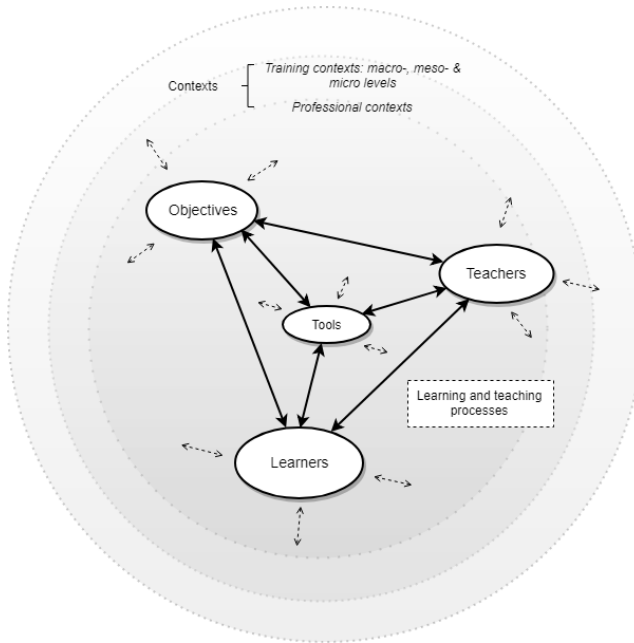 Training contexts: macro-, meso- &
micro levels
Contexts
Professional contexts
Objectives
Teachers
Tools
Learning and teaching
processes
Learners